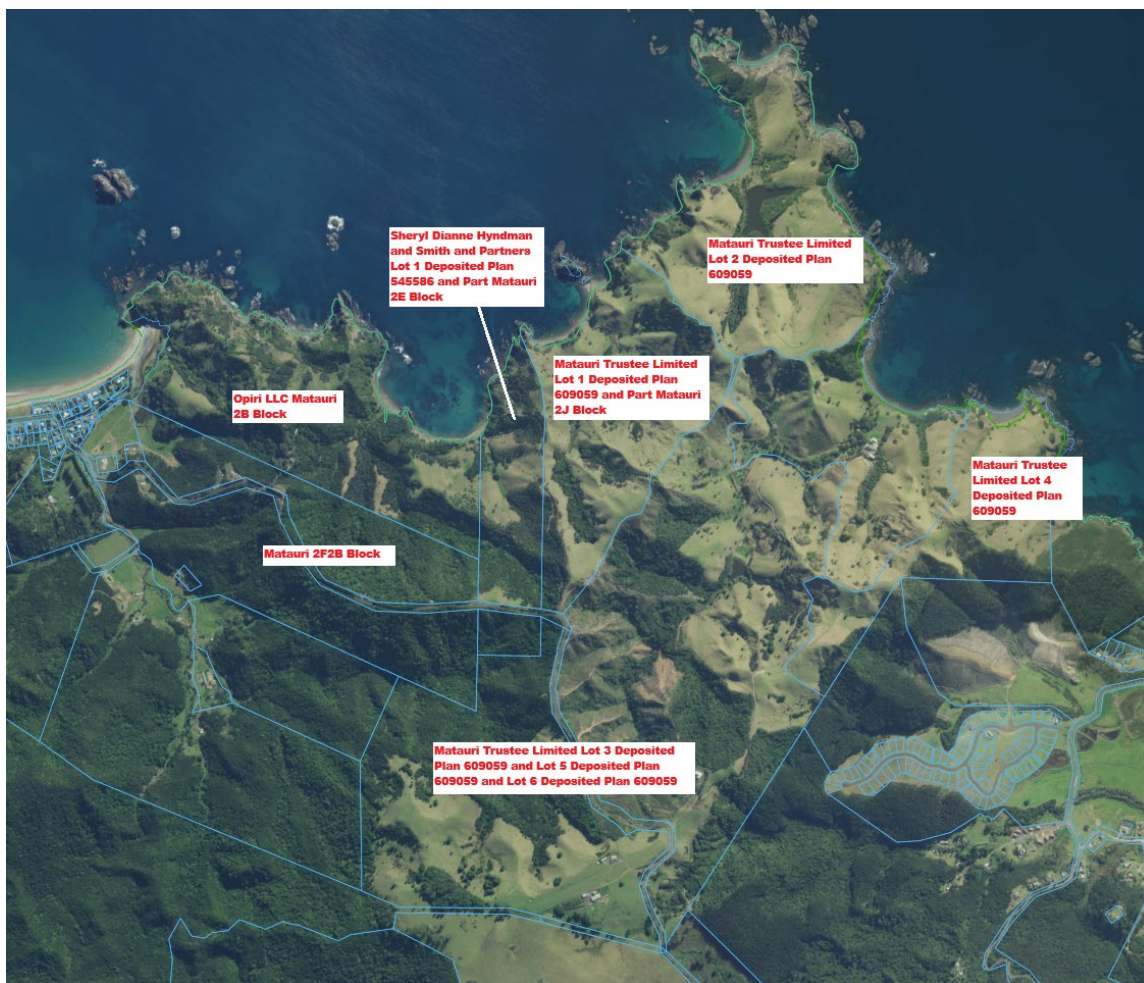 Sheryl Dianne Hyndman
and Smith and Partners
Lot 1 Deposited Plan
545586 and Part Matauri
2E Block
Matauri Trustee Limited
Lot 2 Deposited Plan
609059
Matauri Trustee Limited
Lot 1 Deposited Plan
609059 and Part Matauri
2J Block
Opiri LLC Matauri
2B Block
Matauri Trustee
Limited Lot 4
Deposited Plan
609059
Matauri 2F2B Block
Matauri Trustee Limited Lot 3 Deposited
Plan 609059 and Lot 5 Deposited Plan
609059 and Lot 6 Deposited Plan 609059